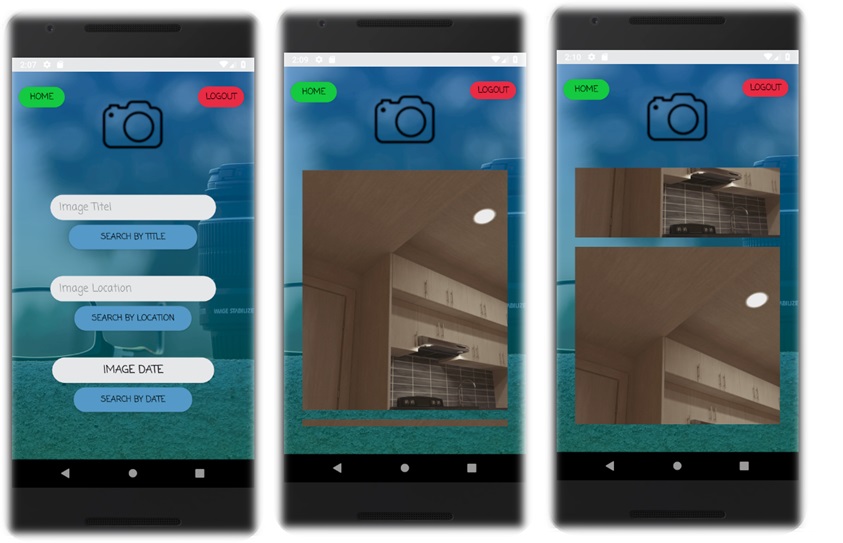 2:07
HOME
LOGOUT
Image Titel
SEARCH BY TITLE
Image Location
SEARCH BY LOCATION
IMAGE DATE
SEARCH BY DATE
2:09
HOME
LOGOUT
2:10
HOME
LOGOUT